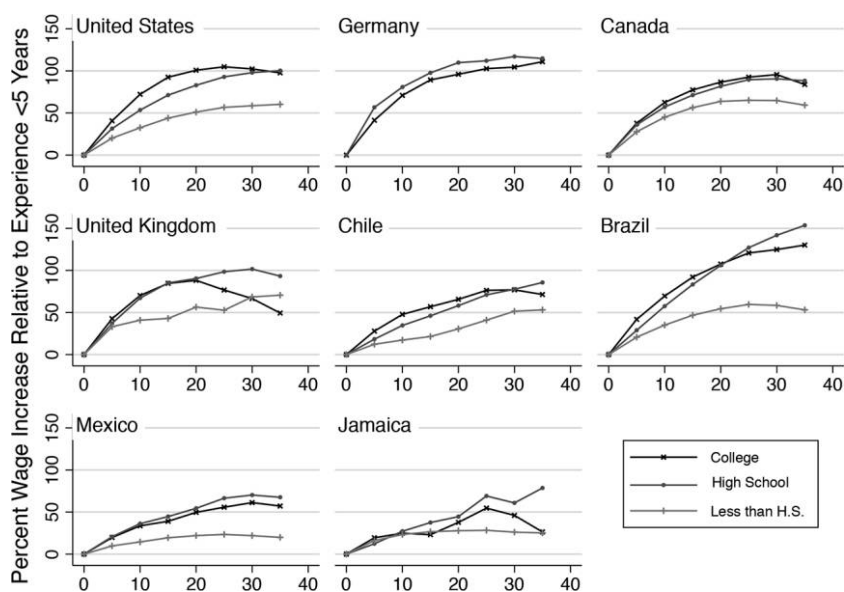 Percent Wage Increase Relative to Experience <5 Years
United States
Germany
Canada
0 50 100 150
0 10 20 30 40
0 10 20 30 40
0 10 20 30 40
United Kingdom
Chile
Brazil
0 50 100 150
0 10 20 30 40
0 10 20 30 40
0 10 20 30 40
Mexico
Jamaica
0 50 100 150
0 10 20 30 40
0 10 20 30 40
College
High School
Less than H.S.